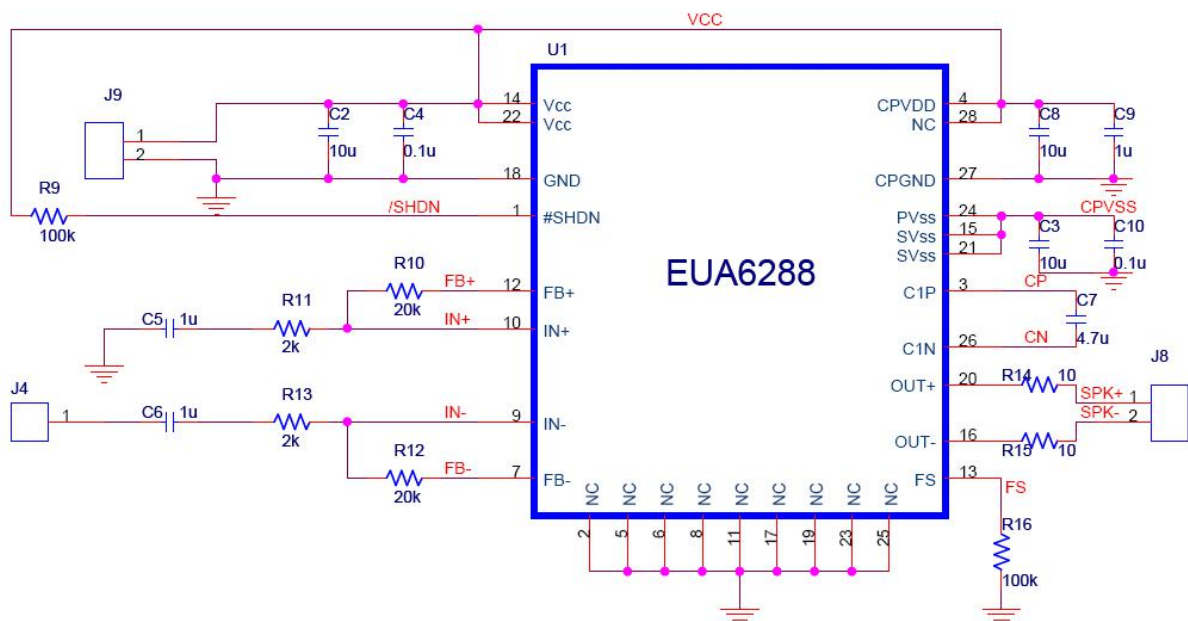 VCC
U1
J9
1
2
C2
10u
C4
0.1u
14
Vcc
22
Vcc
18
GND
R9
100k
/SHDN
1
#SHDN
4
CPVDD
28
NC
C8
10u
C9
1u
27
CPGND
24
PVss
15
SVss
21
SVss
CPVSS
C3
10u
C10
0.1u
EUA6288
R10
20k
FB+
12
FB+
C5
1u
R11
2k
IN+
10
IN+
3
C1P
CP
C7
4.7u
26
C1N
CN
J4
1
C6
1u
R13
2k
IN-
9
IN-
R12
20k
FB-
7
FB-
20
OUT+
R14
10
SPK+
1
SPK-
2
J8
16
OUT-
R15
10
13
FS
FS
R16
100k
NC NC NC NC NC NC NC NC NC
2 5 6 8 11 17 19 23 25